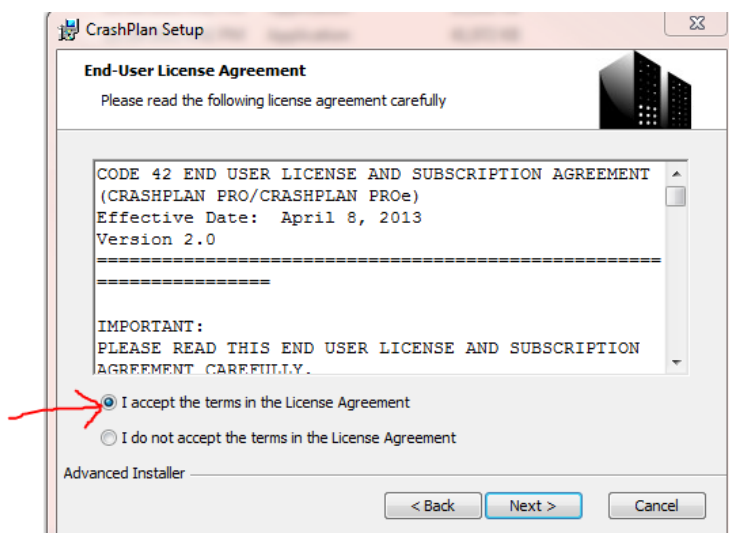 CrashPlan Setup
End-User License Agreement
Please read the following license agreement carefully
CODE 42 END USER LICENSE AND SUBSCRIPTION AGREEMENT
(CRASHPLAN PRO/CRASHPLAN PROe)
Effective Date:  April 8, 2013
Version 2.0
====================================================
================
IMPORTANT:
PLEASE READ THIS END USER LICENSE AND SUBSCRIPTION
AGREEMENT CAREFULLY.
I accept the terms in the License Agreement
I do not accept the terms in the License Agreement
Advanced Installer
< Back Next > Cancel